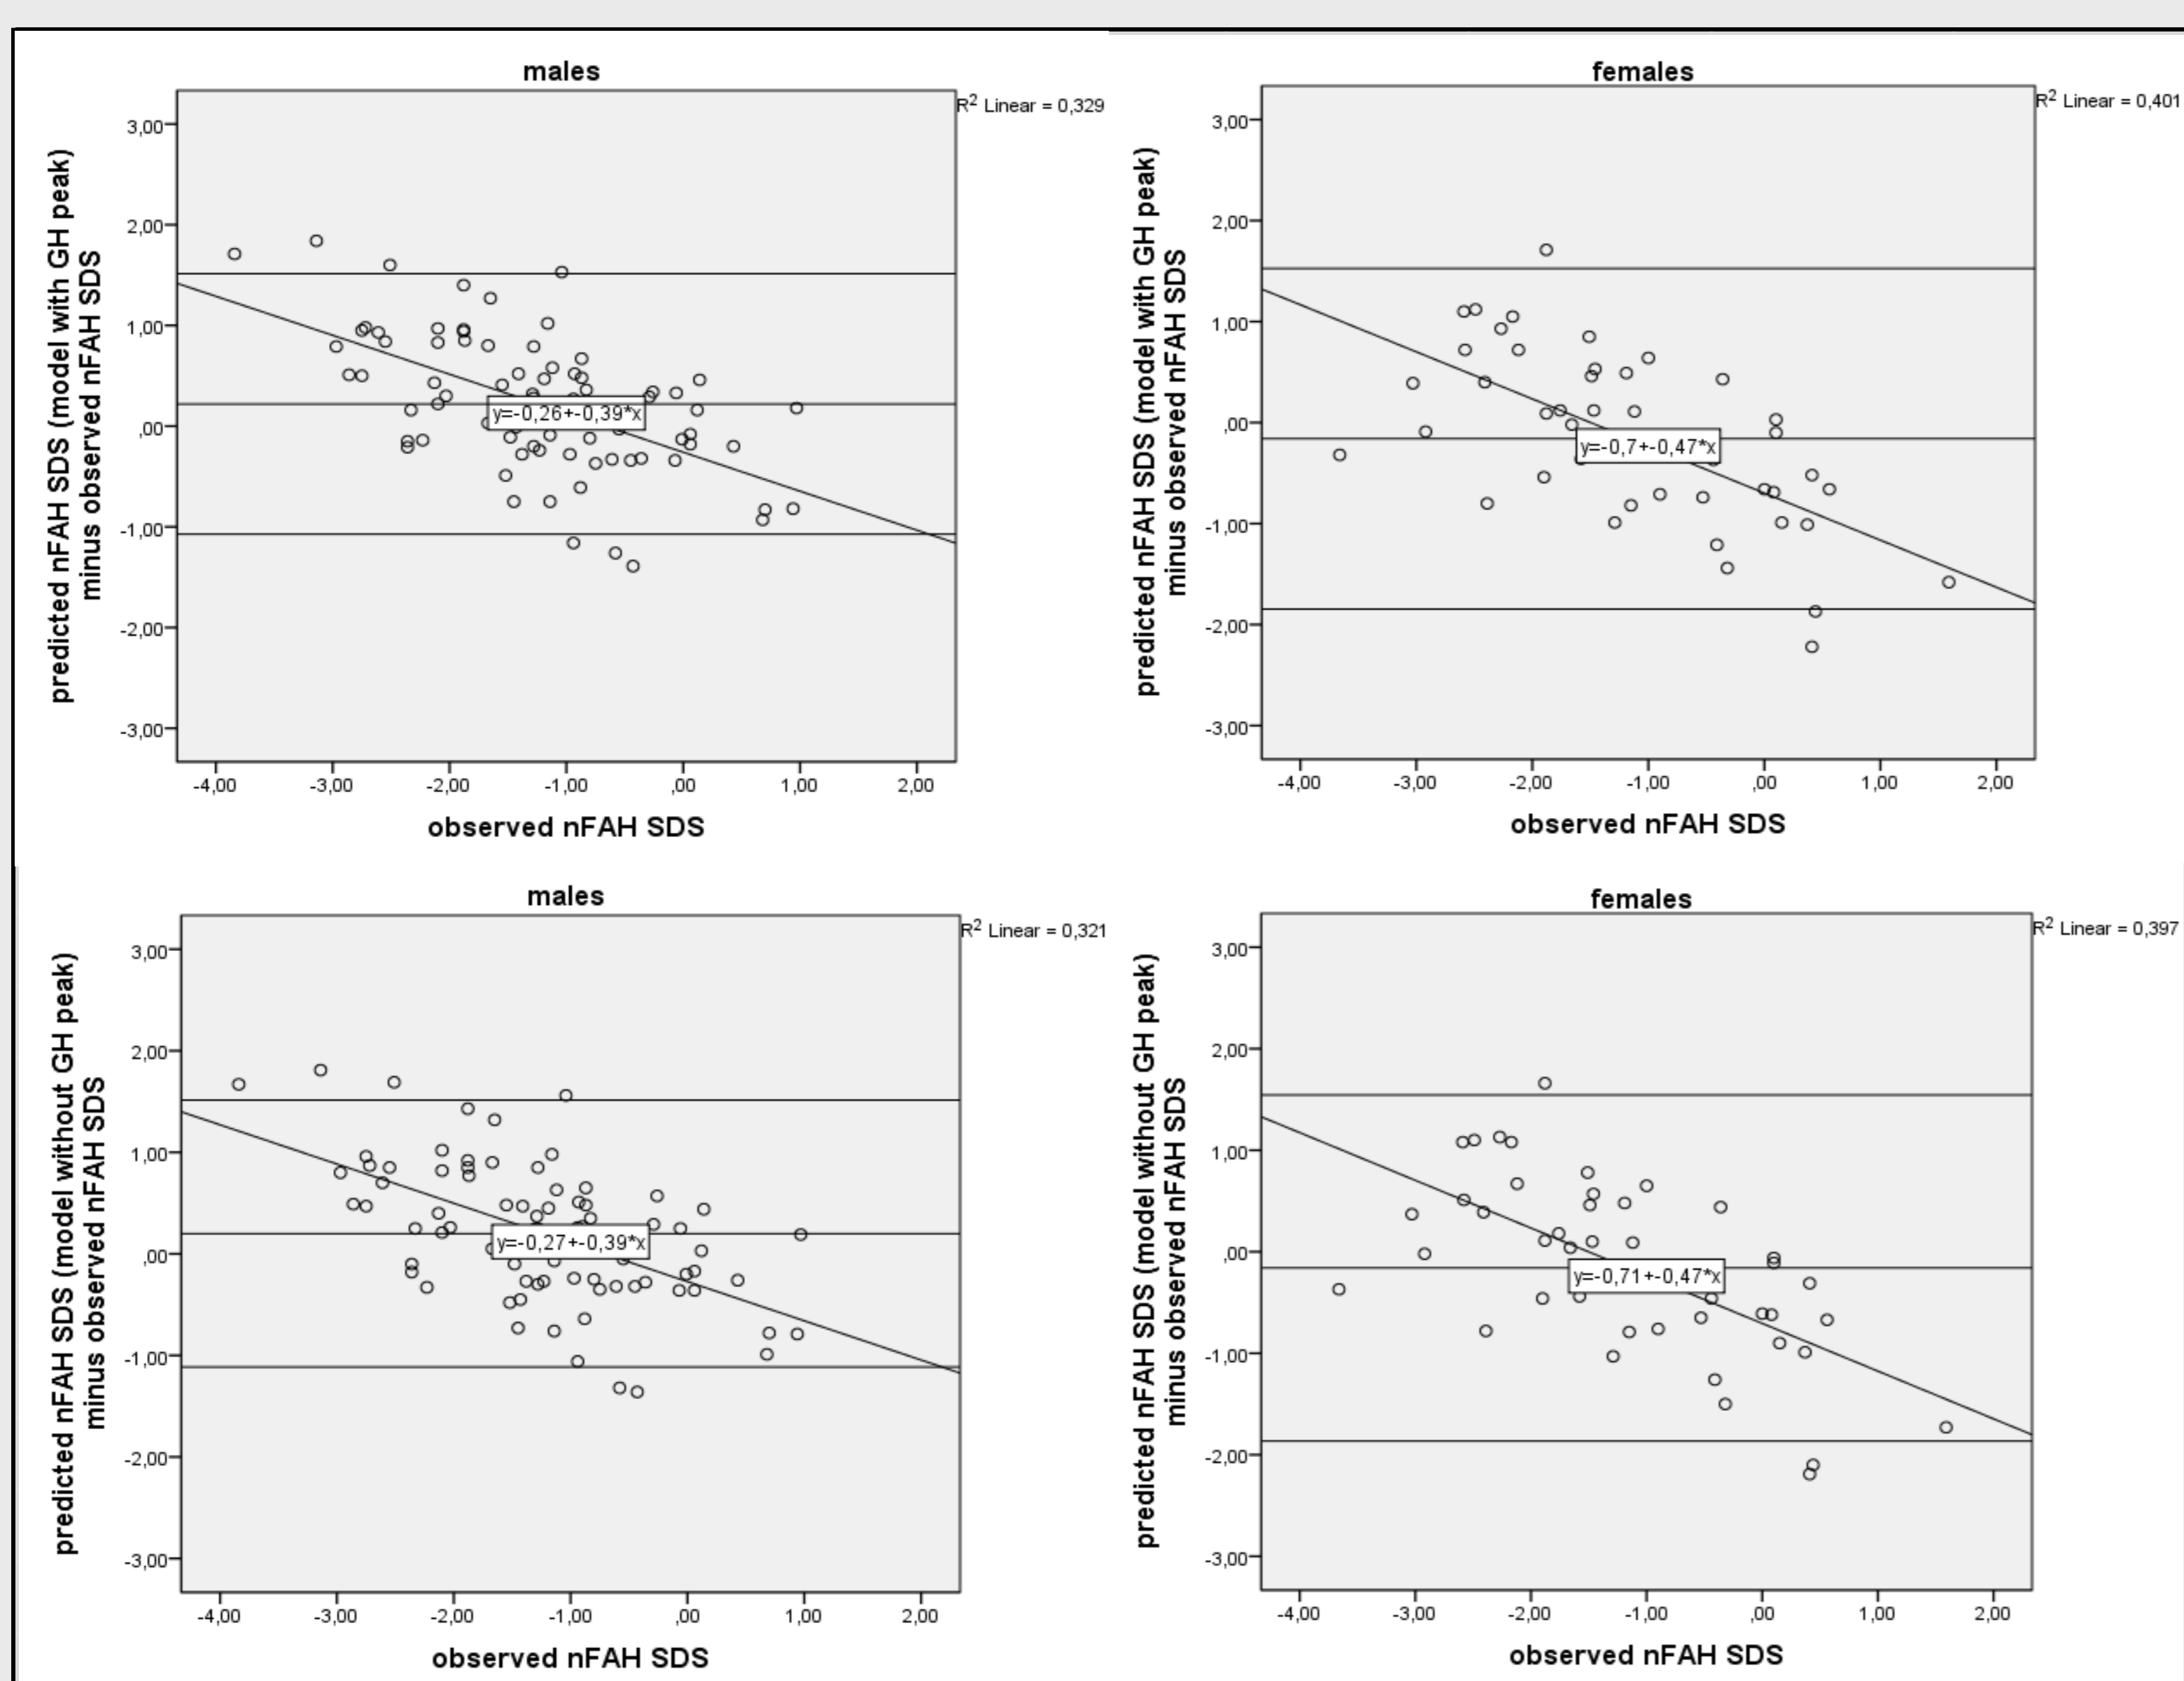 males
R² Linear = 0,329
predicted nFAH SDS (model with GH peak)
minus observed nFAH SDS
3,00
2,00
1,00
,00
-1,00
-2,00
-3,00
y=-0,26+-0,39*x
-4,00 -3,00 -2,00 -1,00 ,00 1,00 2,00
observed nFAH SDS
females
R² Linear = 0,401
predicted nFAH SDS (model with GH peak)
minus observed nFAH SDS
3,00
2,00
1,00
,00
-1,00
-2,00
-3,00
y=-0,7+-0,47*x
-4,00 -3,00 -2,00 -1,00 ,00 1,00 2,00
observed nFAH SDS
males
R² Linear = 0,321
predicted nFAH SDS (model without GH peak)
minus observed nFAH SDS
3,00
2,00
1,00
,00
-1,00
-2,00
-3,00
y=-0,27+-0,39*x
-4,00 -3,00 -2,00 -1,00 ,00 1,00 2,00
observed nFAH SDS
females
R² Linear = 0,397
predicted nFAH SDS (model without GH peak)
minus observed nFAH SDS
3,00
2,00
1,00
,00
-1,00
-2,00
-3,00
y=-0,71+-0,47*x
-4,00 -3,00 -2,00 -1,00 ,00 1,00 2,00
observed nFAH SDS